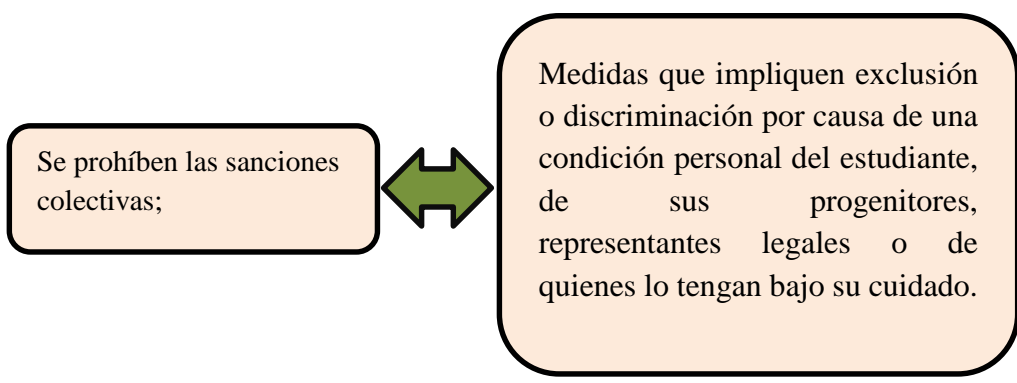 Se prohíben las sanciones
colectivas;
Medidas que impliquen exclusión
o discriminación por causa de una
condición personal del estudiante,
de sus progenitores,
representantes legales o de
quienes lo tengan bajo su cuidado.